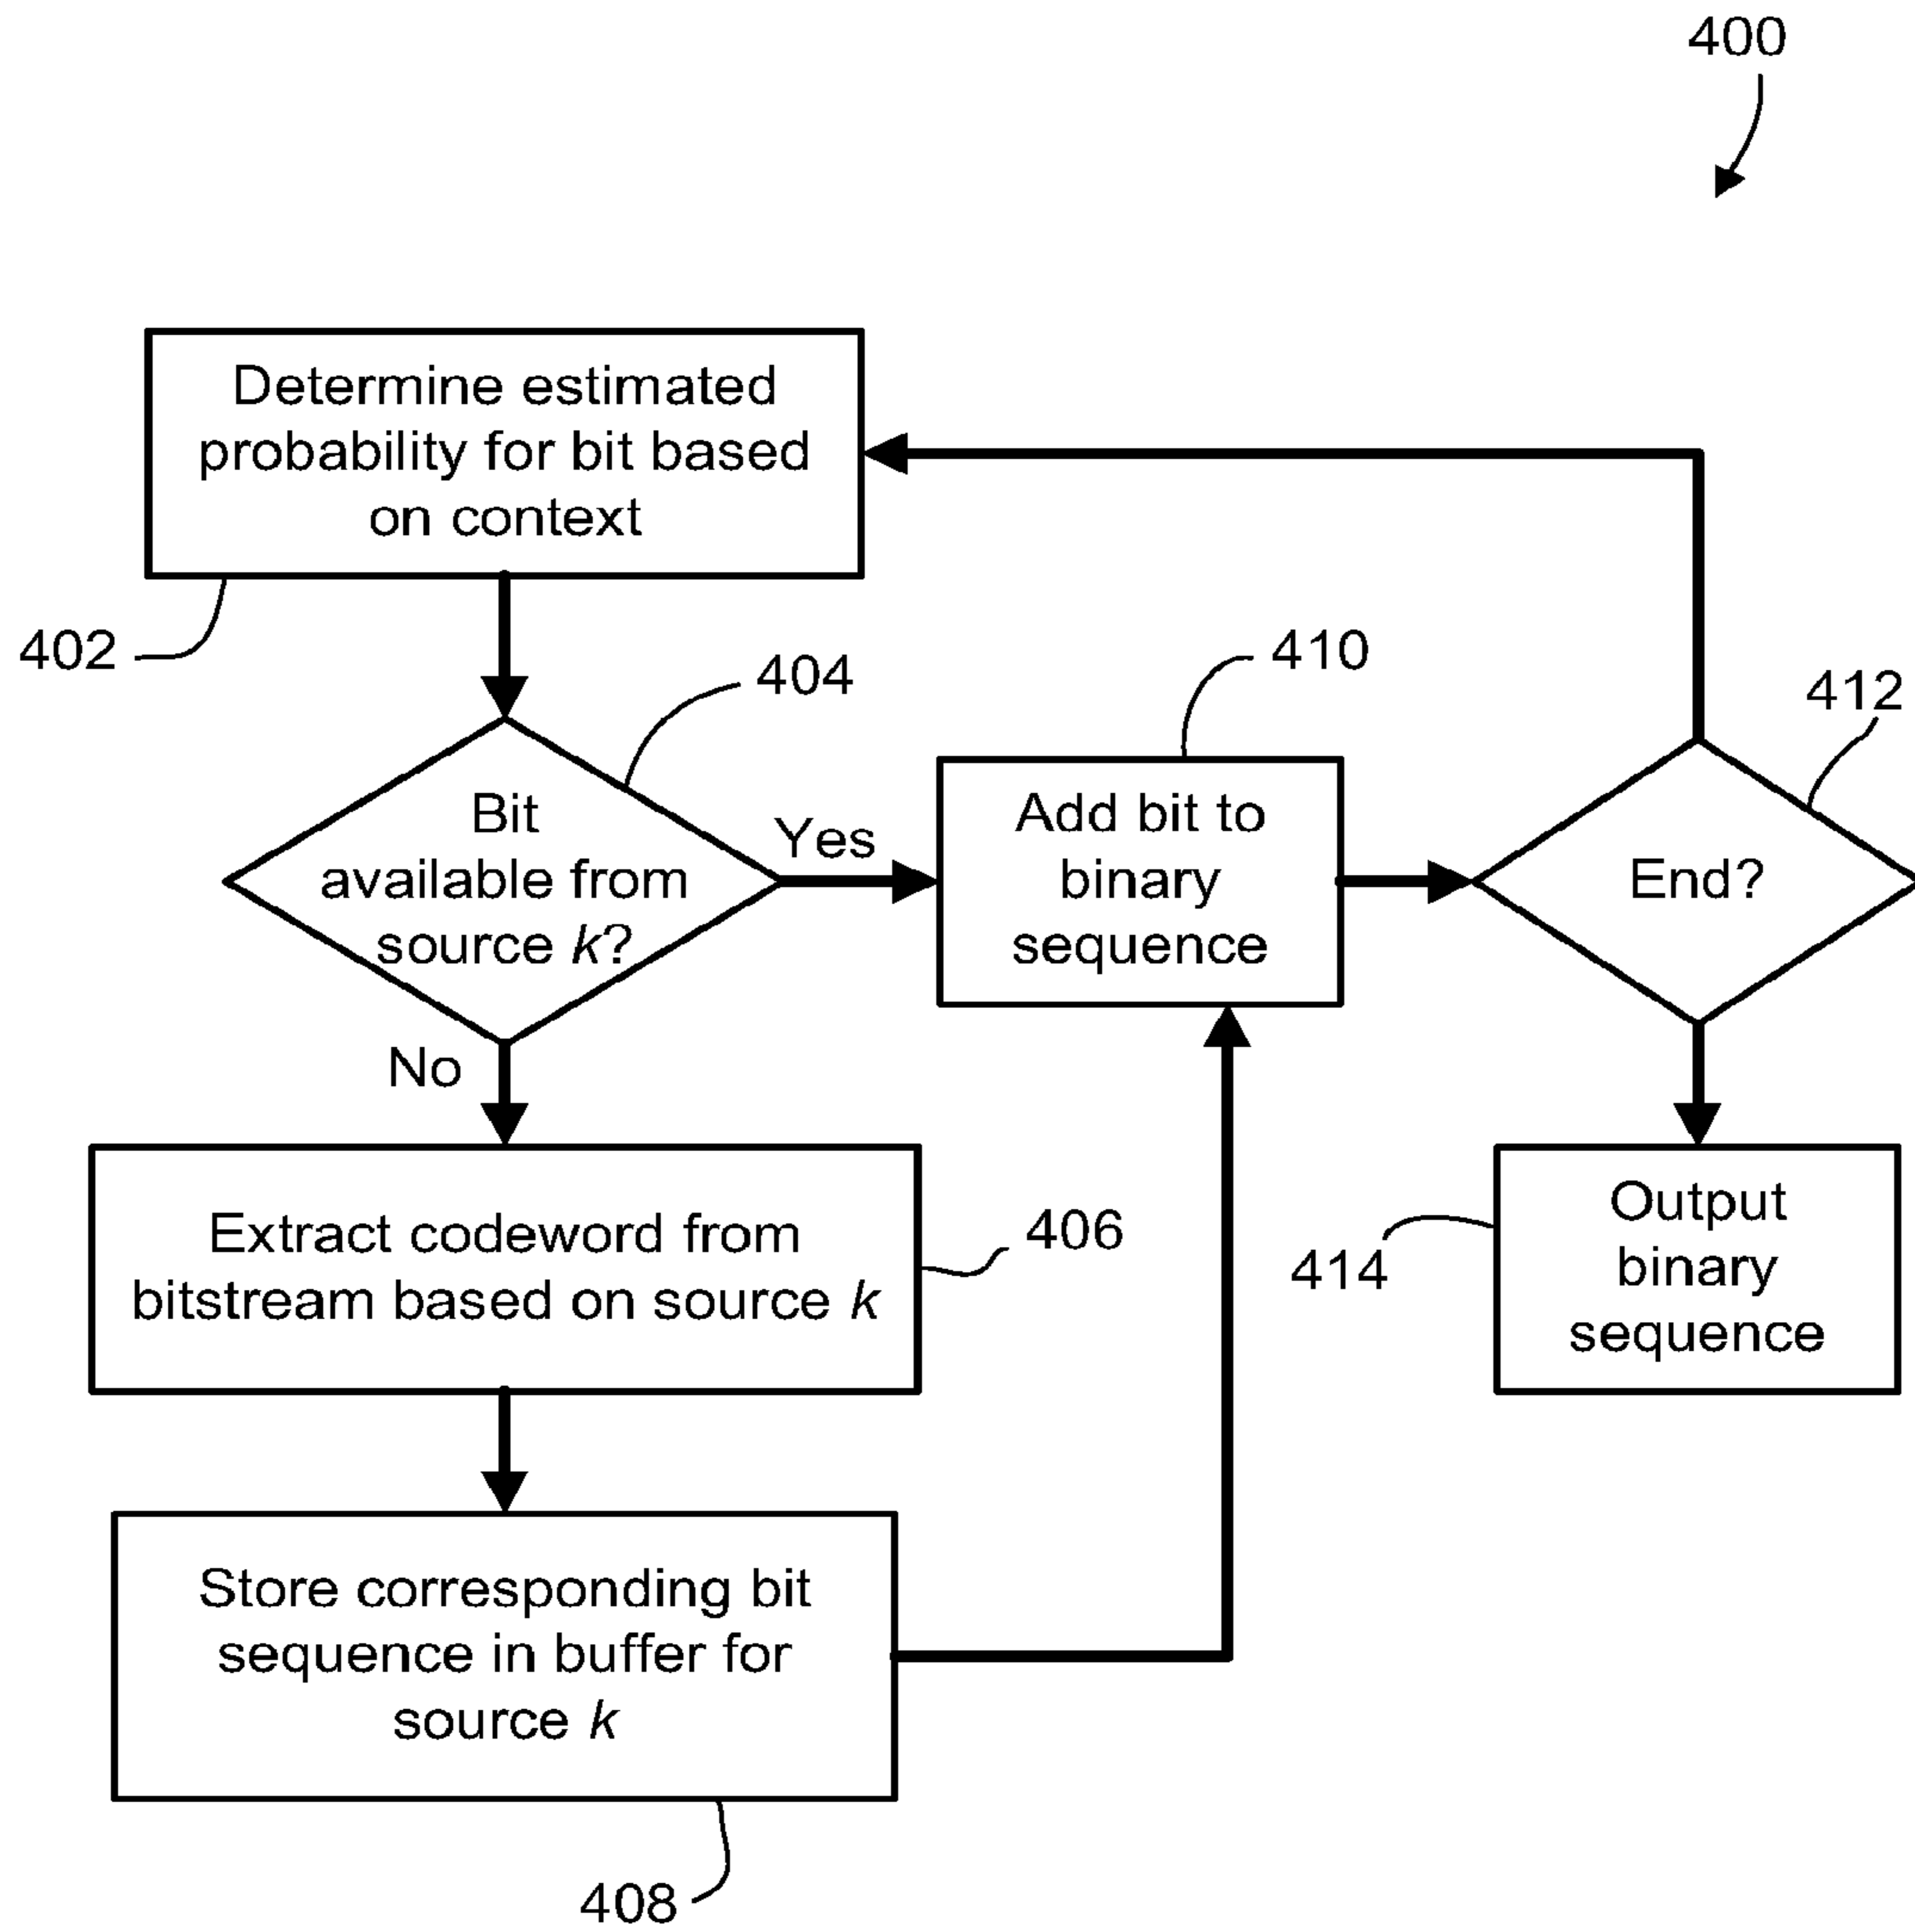 400
Determine estimated
probability for bit based
on context
402
404
Bit
available from
source k?
Yes
No
410
Add bit to
binary
sequence
412
End?
Extract codeword from
bitstream based on source k
406
Output
binary
sequence
414
Store corresponding bit
sequence in buffer for
source k
408